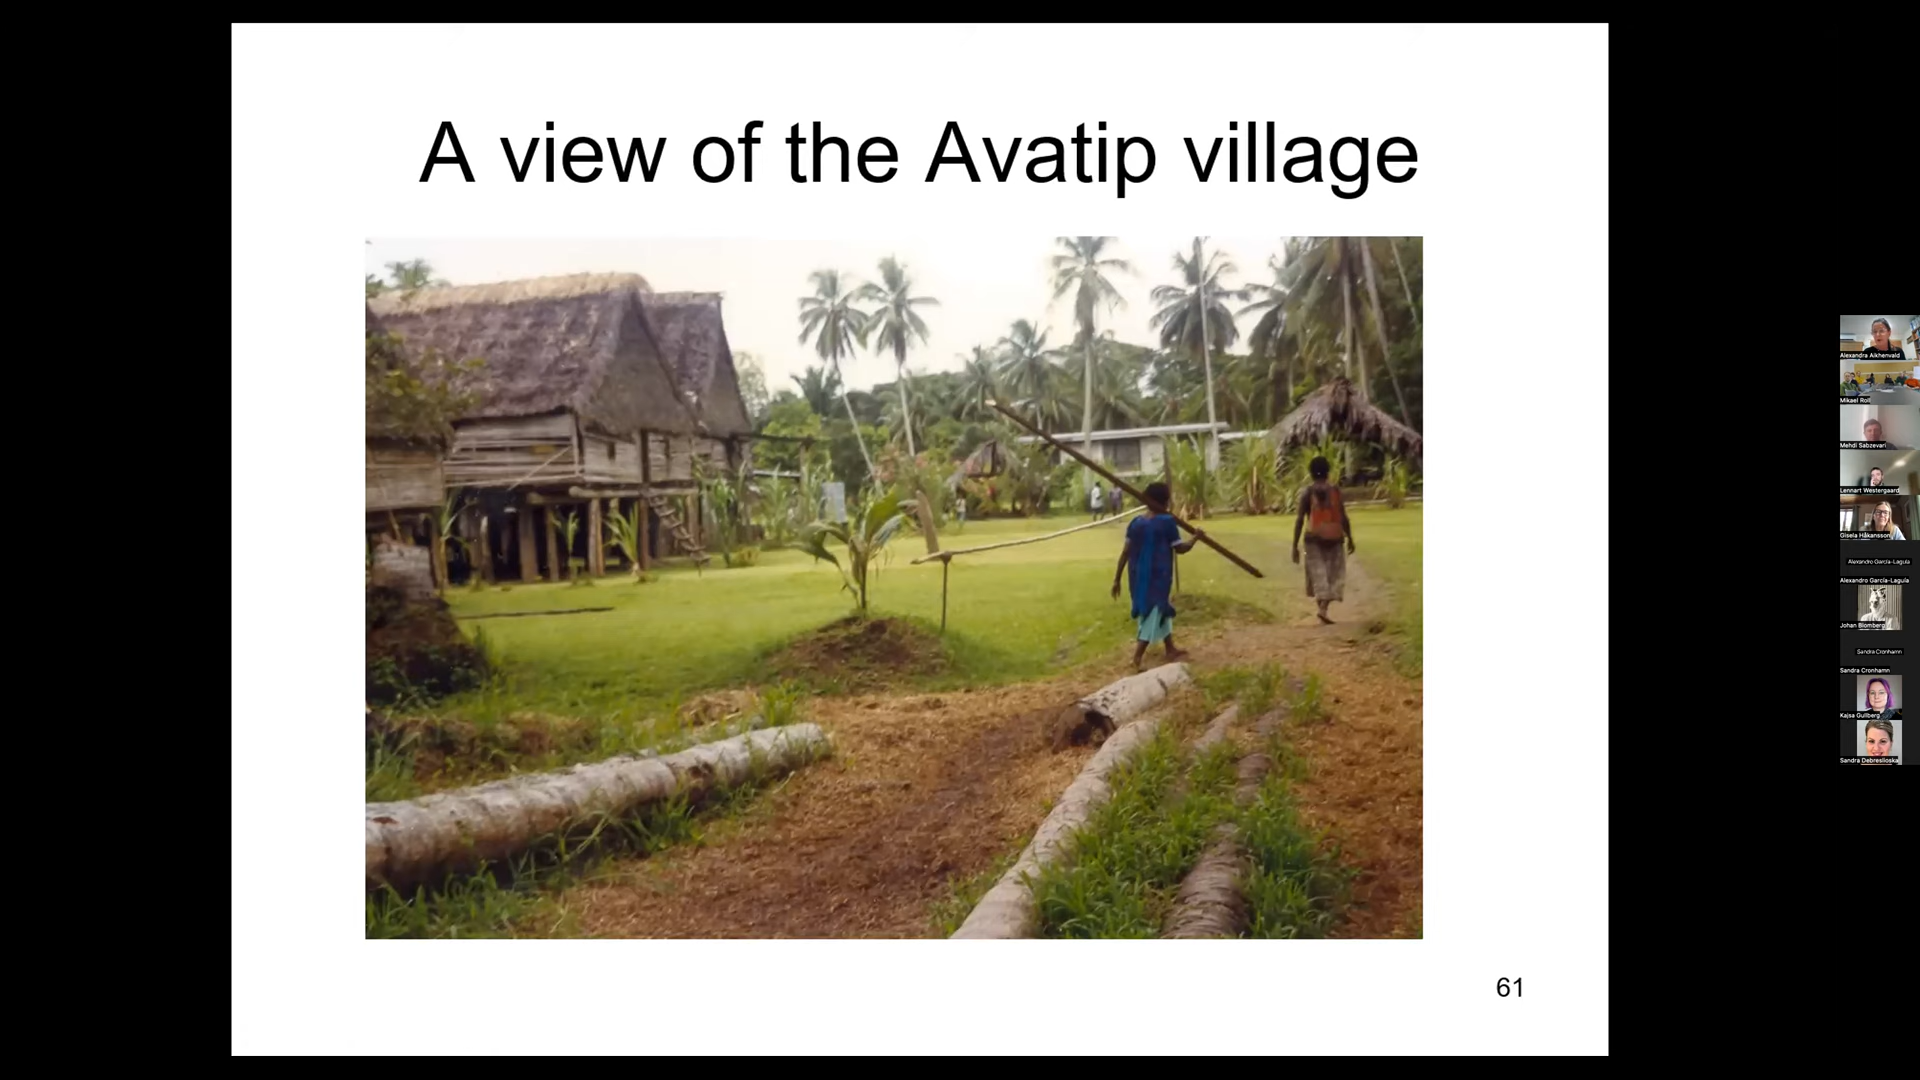 A view of the Avatip village
61
Alexandra Aikhenvald
Mikael Roll
Mehdi Sabzevari
Lennart Westergaard
Gisela Håkansson
Alexandro García-Laguía
Alexandro García-Laguía
Johan Blomberg
Sandra Cronhamn
Sandra Cronhamn
Kajsa Gullberg
Sandra Debreslioska